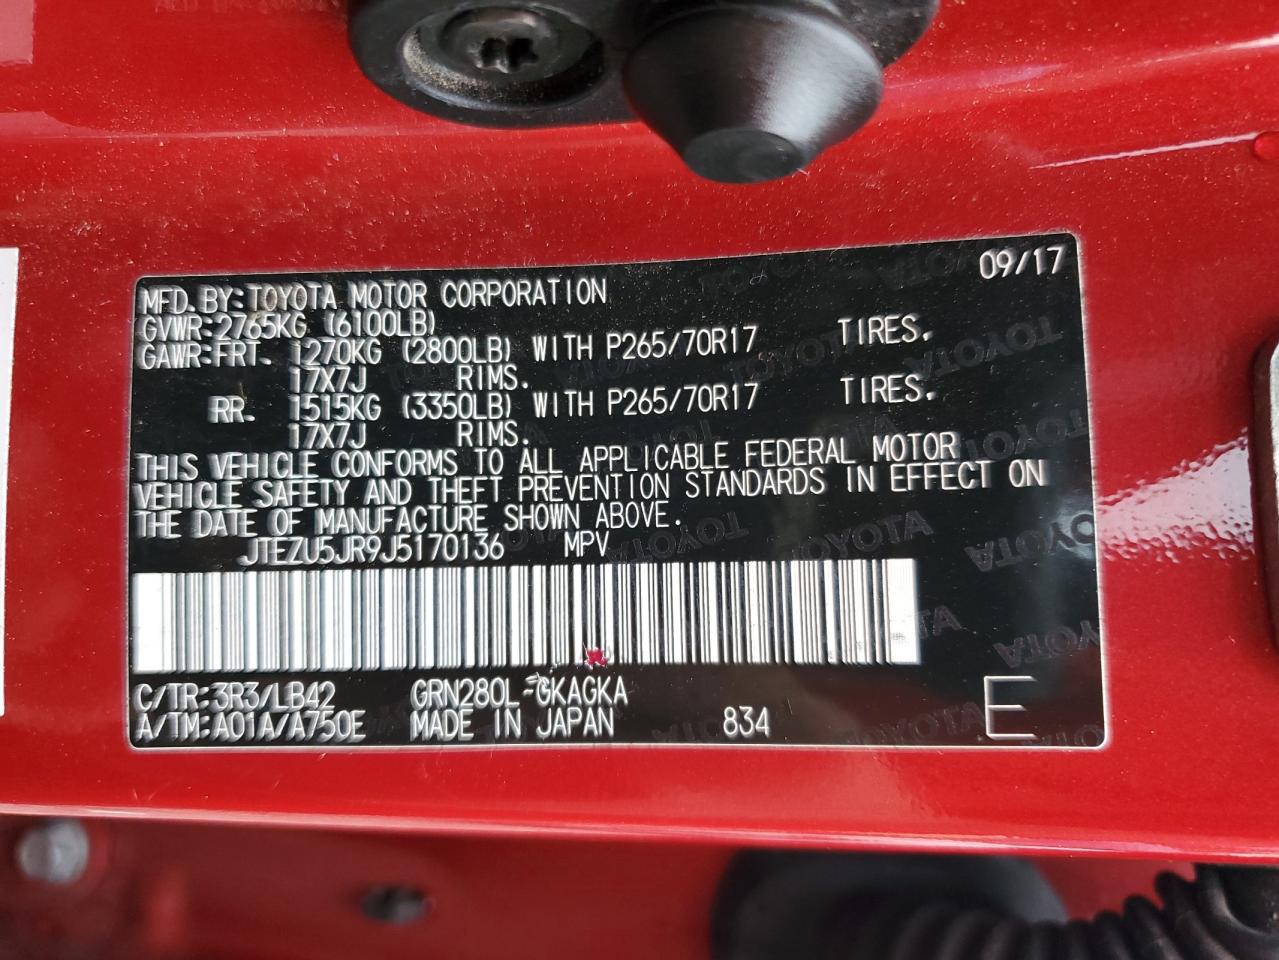 09/17
MFD.BY:TOYOTA MOTOR CORPORATION
GVWR:2765KG (6100LB)
GAWR:FRT. 1270KG (2800LB) WITH P265/70R17 TIRES.
17X7J RIMS.
RR. 1515KG (3350LB) WITH P265/70R17 TIRES.
17X7J RIMS.
THIS VEHICLE CONFORMS TO ALL APPLICABLE FEDERAL MOTOR
VEHICLE SAFETY AND THEFT PREVENTION STANDARDS IN EFFECT ON
THE DATE OF MANUFACTURE SHOWN ABOVE.
JTEZU5JR9J5170136 MPV
C/TR:3R3/LB42 GRN280L-GKAGKA
A/TM:A01A/A750E MADE IN JAPAN 834 E